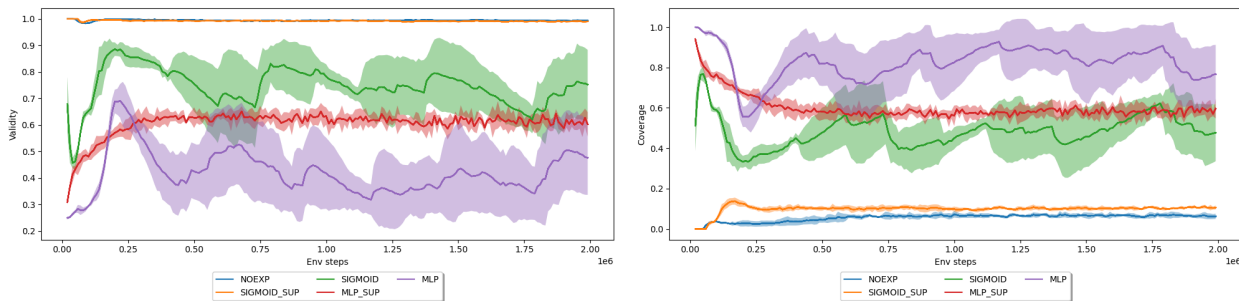 1.0
0.9
0.8
0.7
0.6
0.5
0.4
0.3
0.2
Validity
0.00 0.25 0.50 0.75 1.00 1.25 1.50 1.75 2.00
Env steps
1e6
NOEXP SIGMOID MLP
SIGMOID_SUP MLP_SUP
1.0
0.8
0.6
0.4
0.2
0.0
Coverage
0.00 0.25 0.50 0.75 1.00 1.25 1.50 1.75 2.00
Env steps
1e6
NOEXP SIGMOID MLP
SIGMOID_SUP MLP_SUP